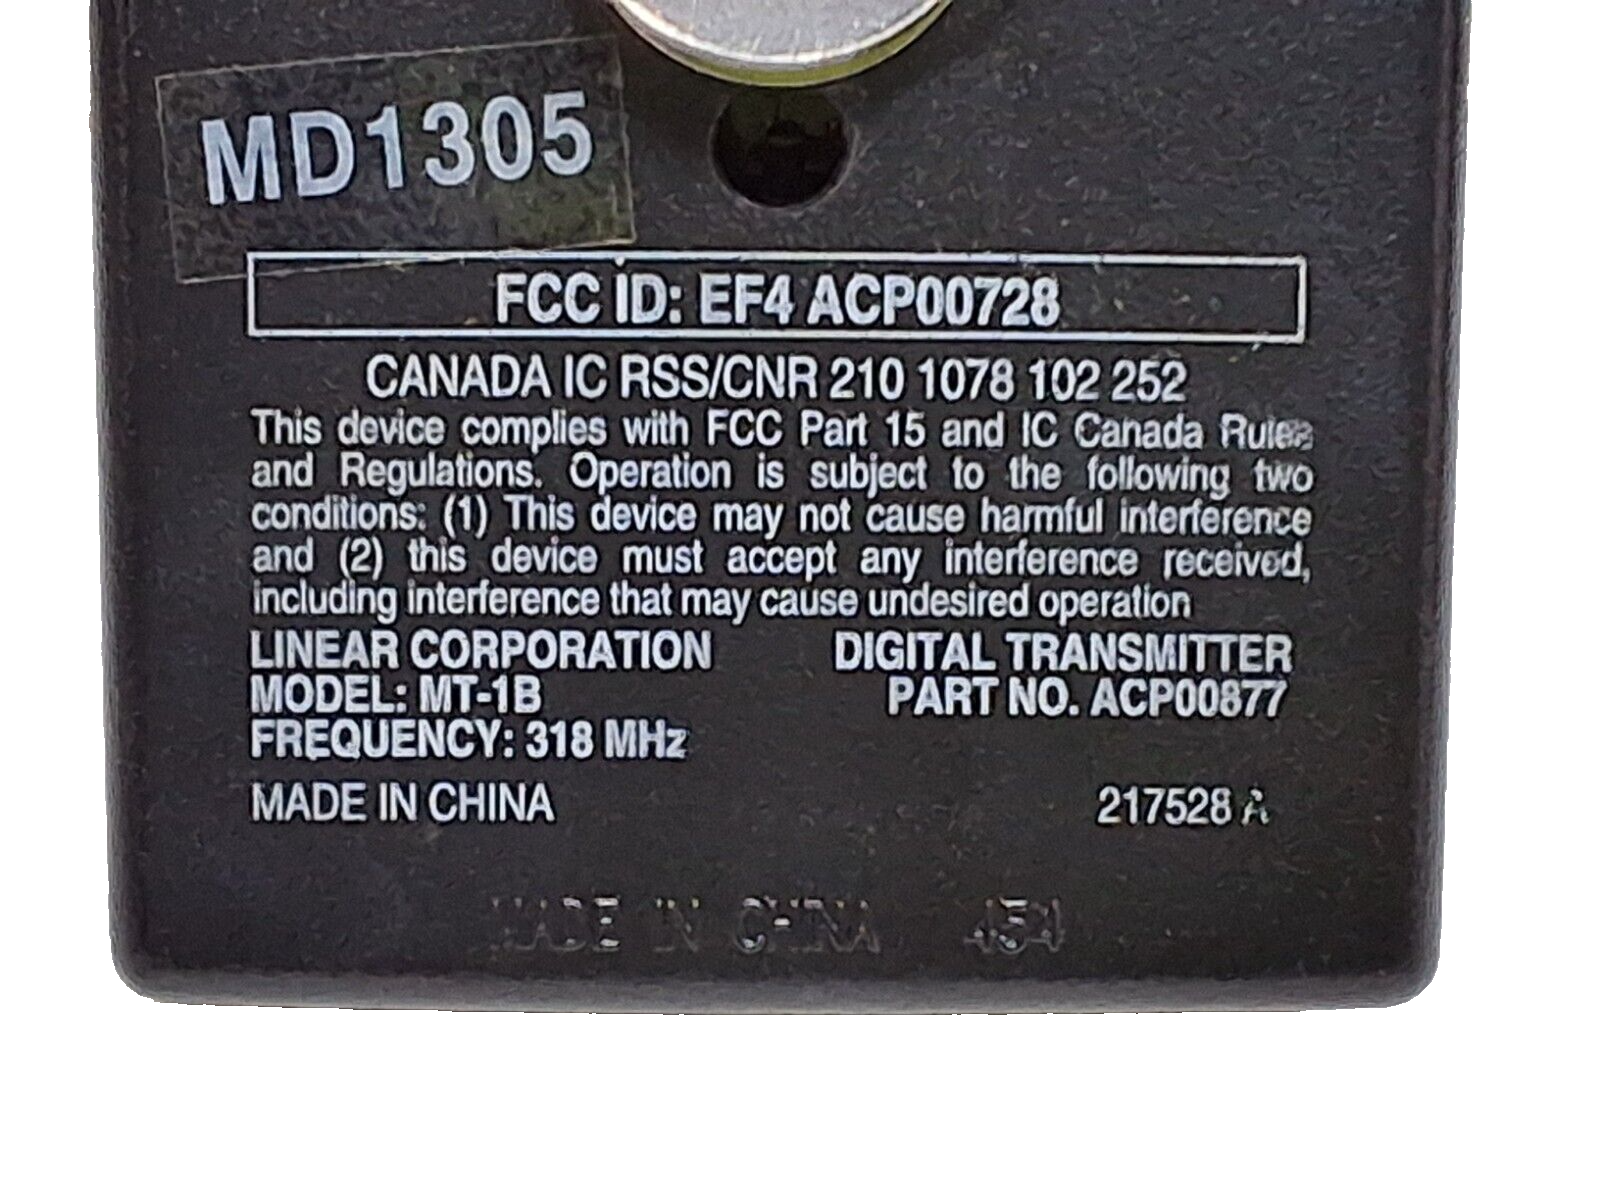 MD1305
FCC ID: EF4 ACP00728
CANADA IC RSS/CNR 210 1078 102 252
This device complies with FCC Part 15 and IC Canada Rules
and Regulations. Operation is subject to the following two
conditions: (1) This device may not cause harmful interference
and (2) this device must accept any interference received,
including interference that may cause undesired operation
LINEAR CORPORATION DIGITAL TRANSMITTER
MODEL: MT-1B PART NO. ACP00877
FREQUENCY: 318 MHz
MADE IN CHINA 217528 A
MADE IN CHINA 454